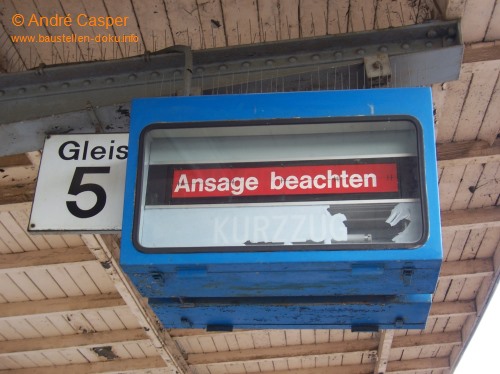 © André Casper
www.baustellen-doku.info
Gleis
5
Ansage beachten
KURZZUG